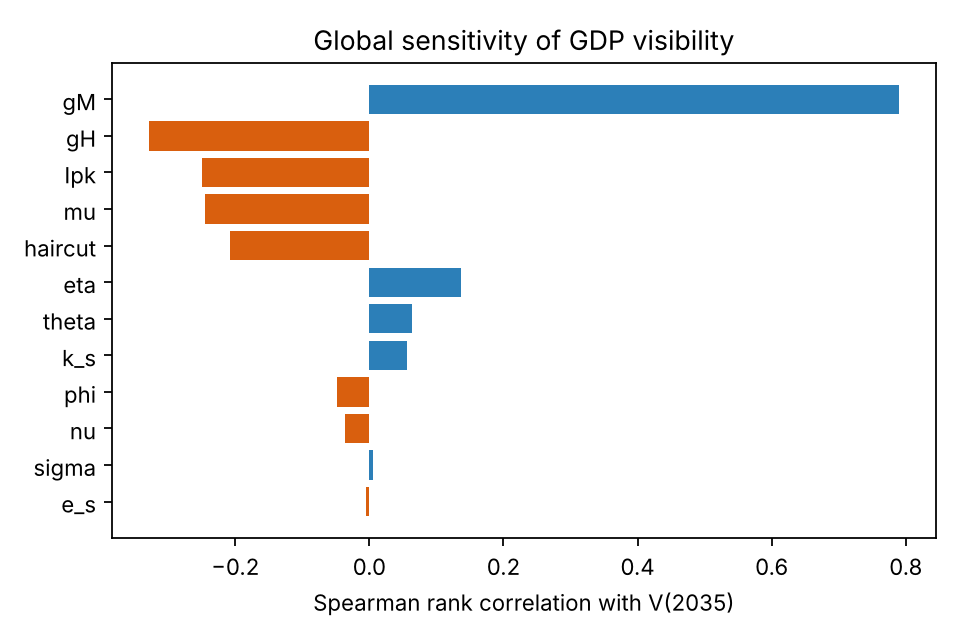 Global sensitivity of GDP visibility
gM
gH
lpk
mu
haircut
eta
theta
k_s
phi
nu
sigma
e_s
−0.2 0.0 0.2 0.4 0.6 0.8
Spearman rank correlation with V(2035)